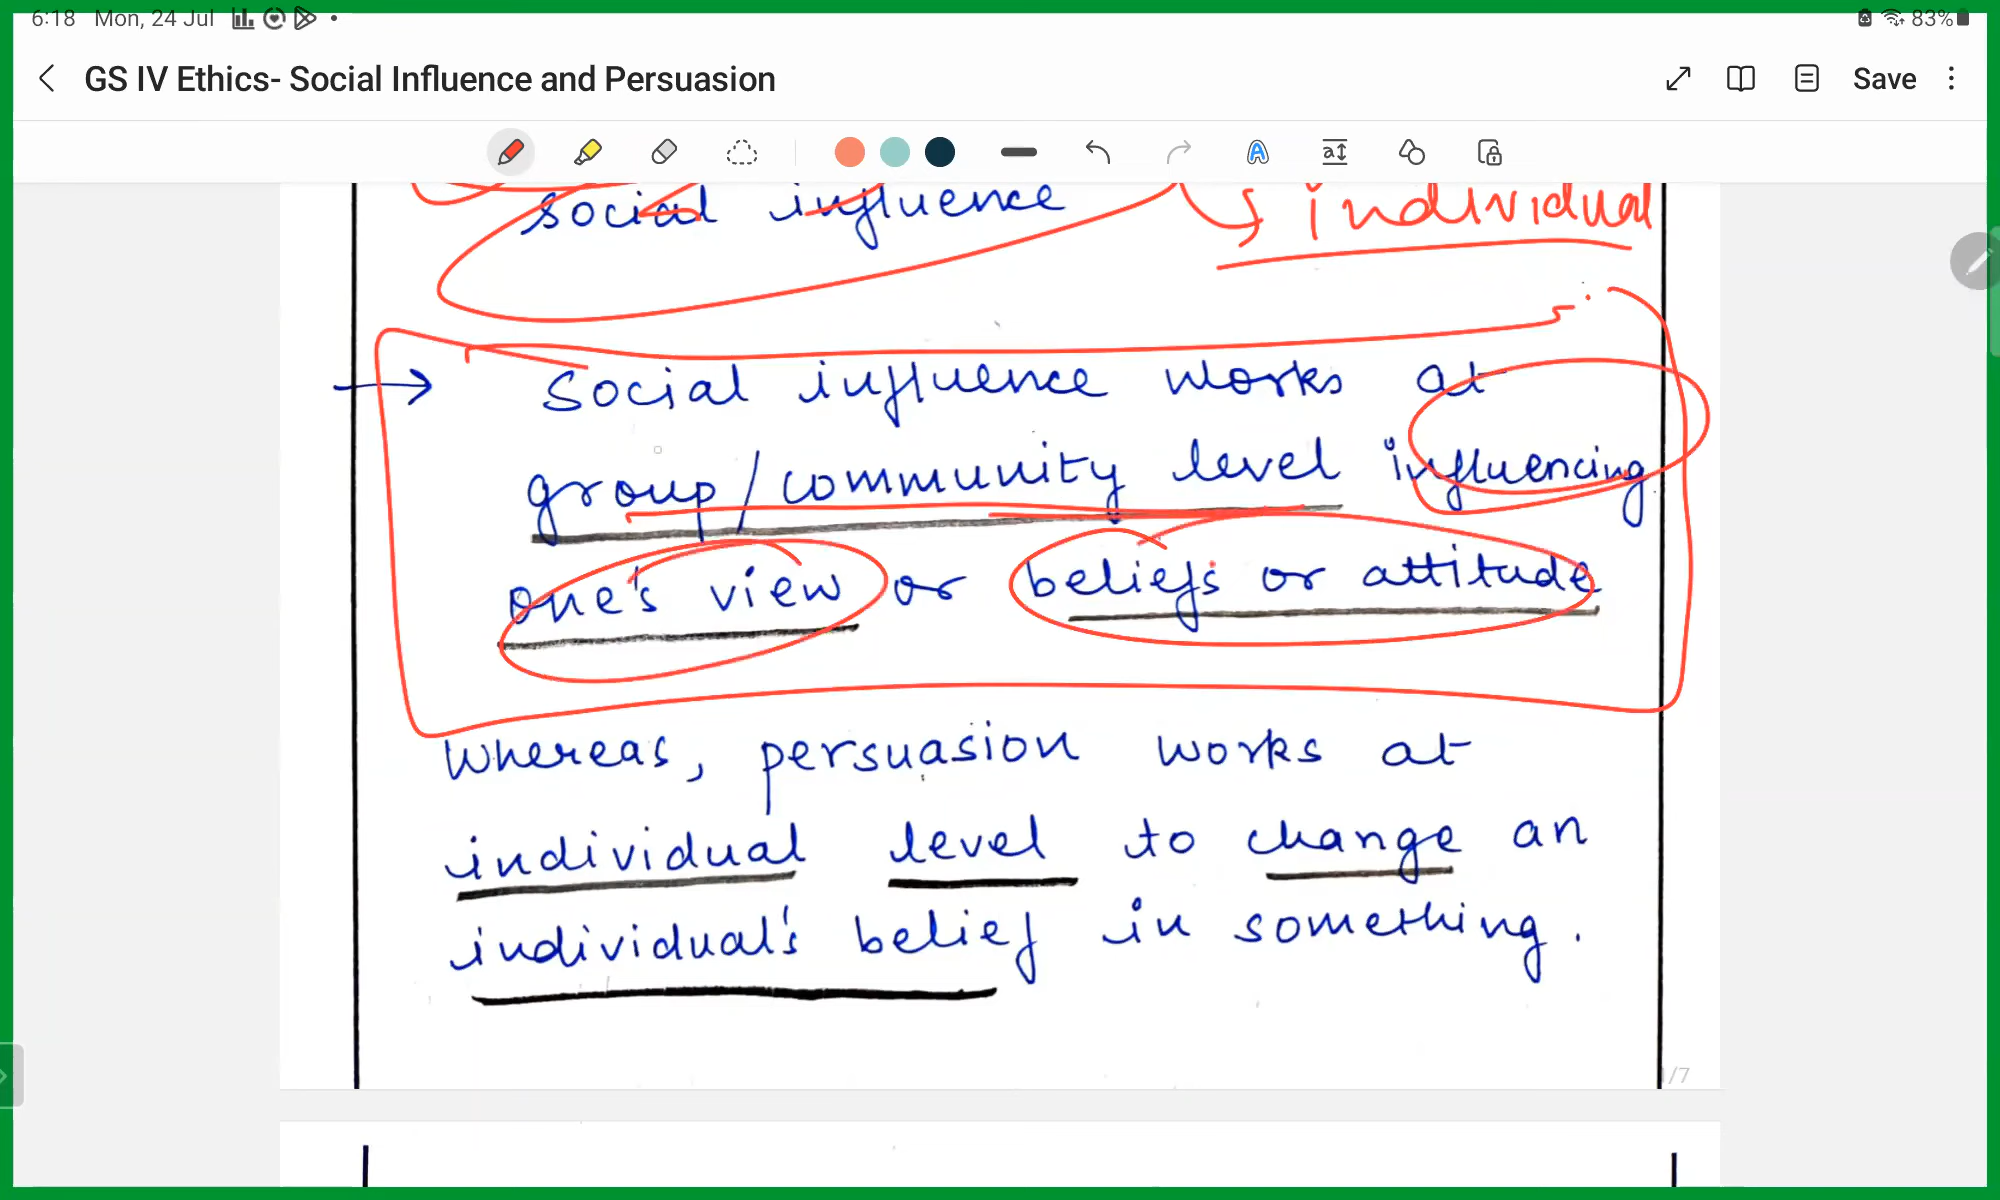 6:18 Mon, 24 Jul 83%
GS IV Ethics- Social Influence and Persuasion Save
social influence individual
Social influence works at
group/community level influencing
one's view or beliefs or attitude
Whereas, persuasion works at
individual level to change an
individual's belief in something.
/7